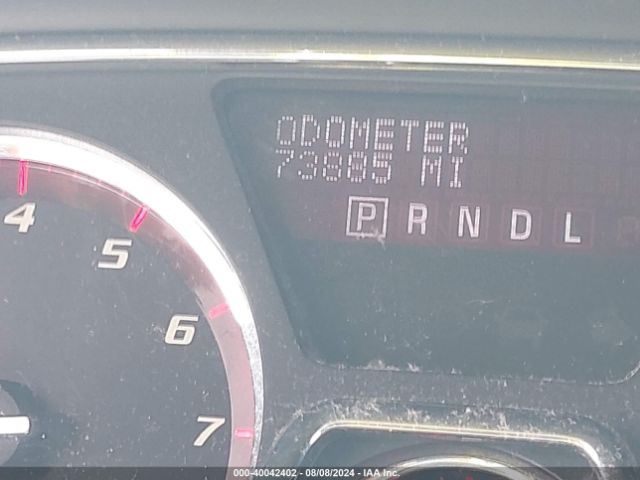 ODOMETER
73885 MI
P R N D L
4
5
6
7
000-40042402 - 08/08/2024 - IAA Inc.